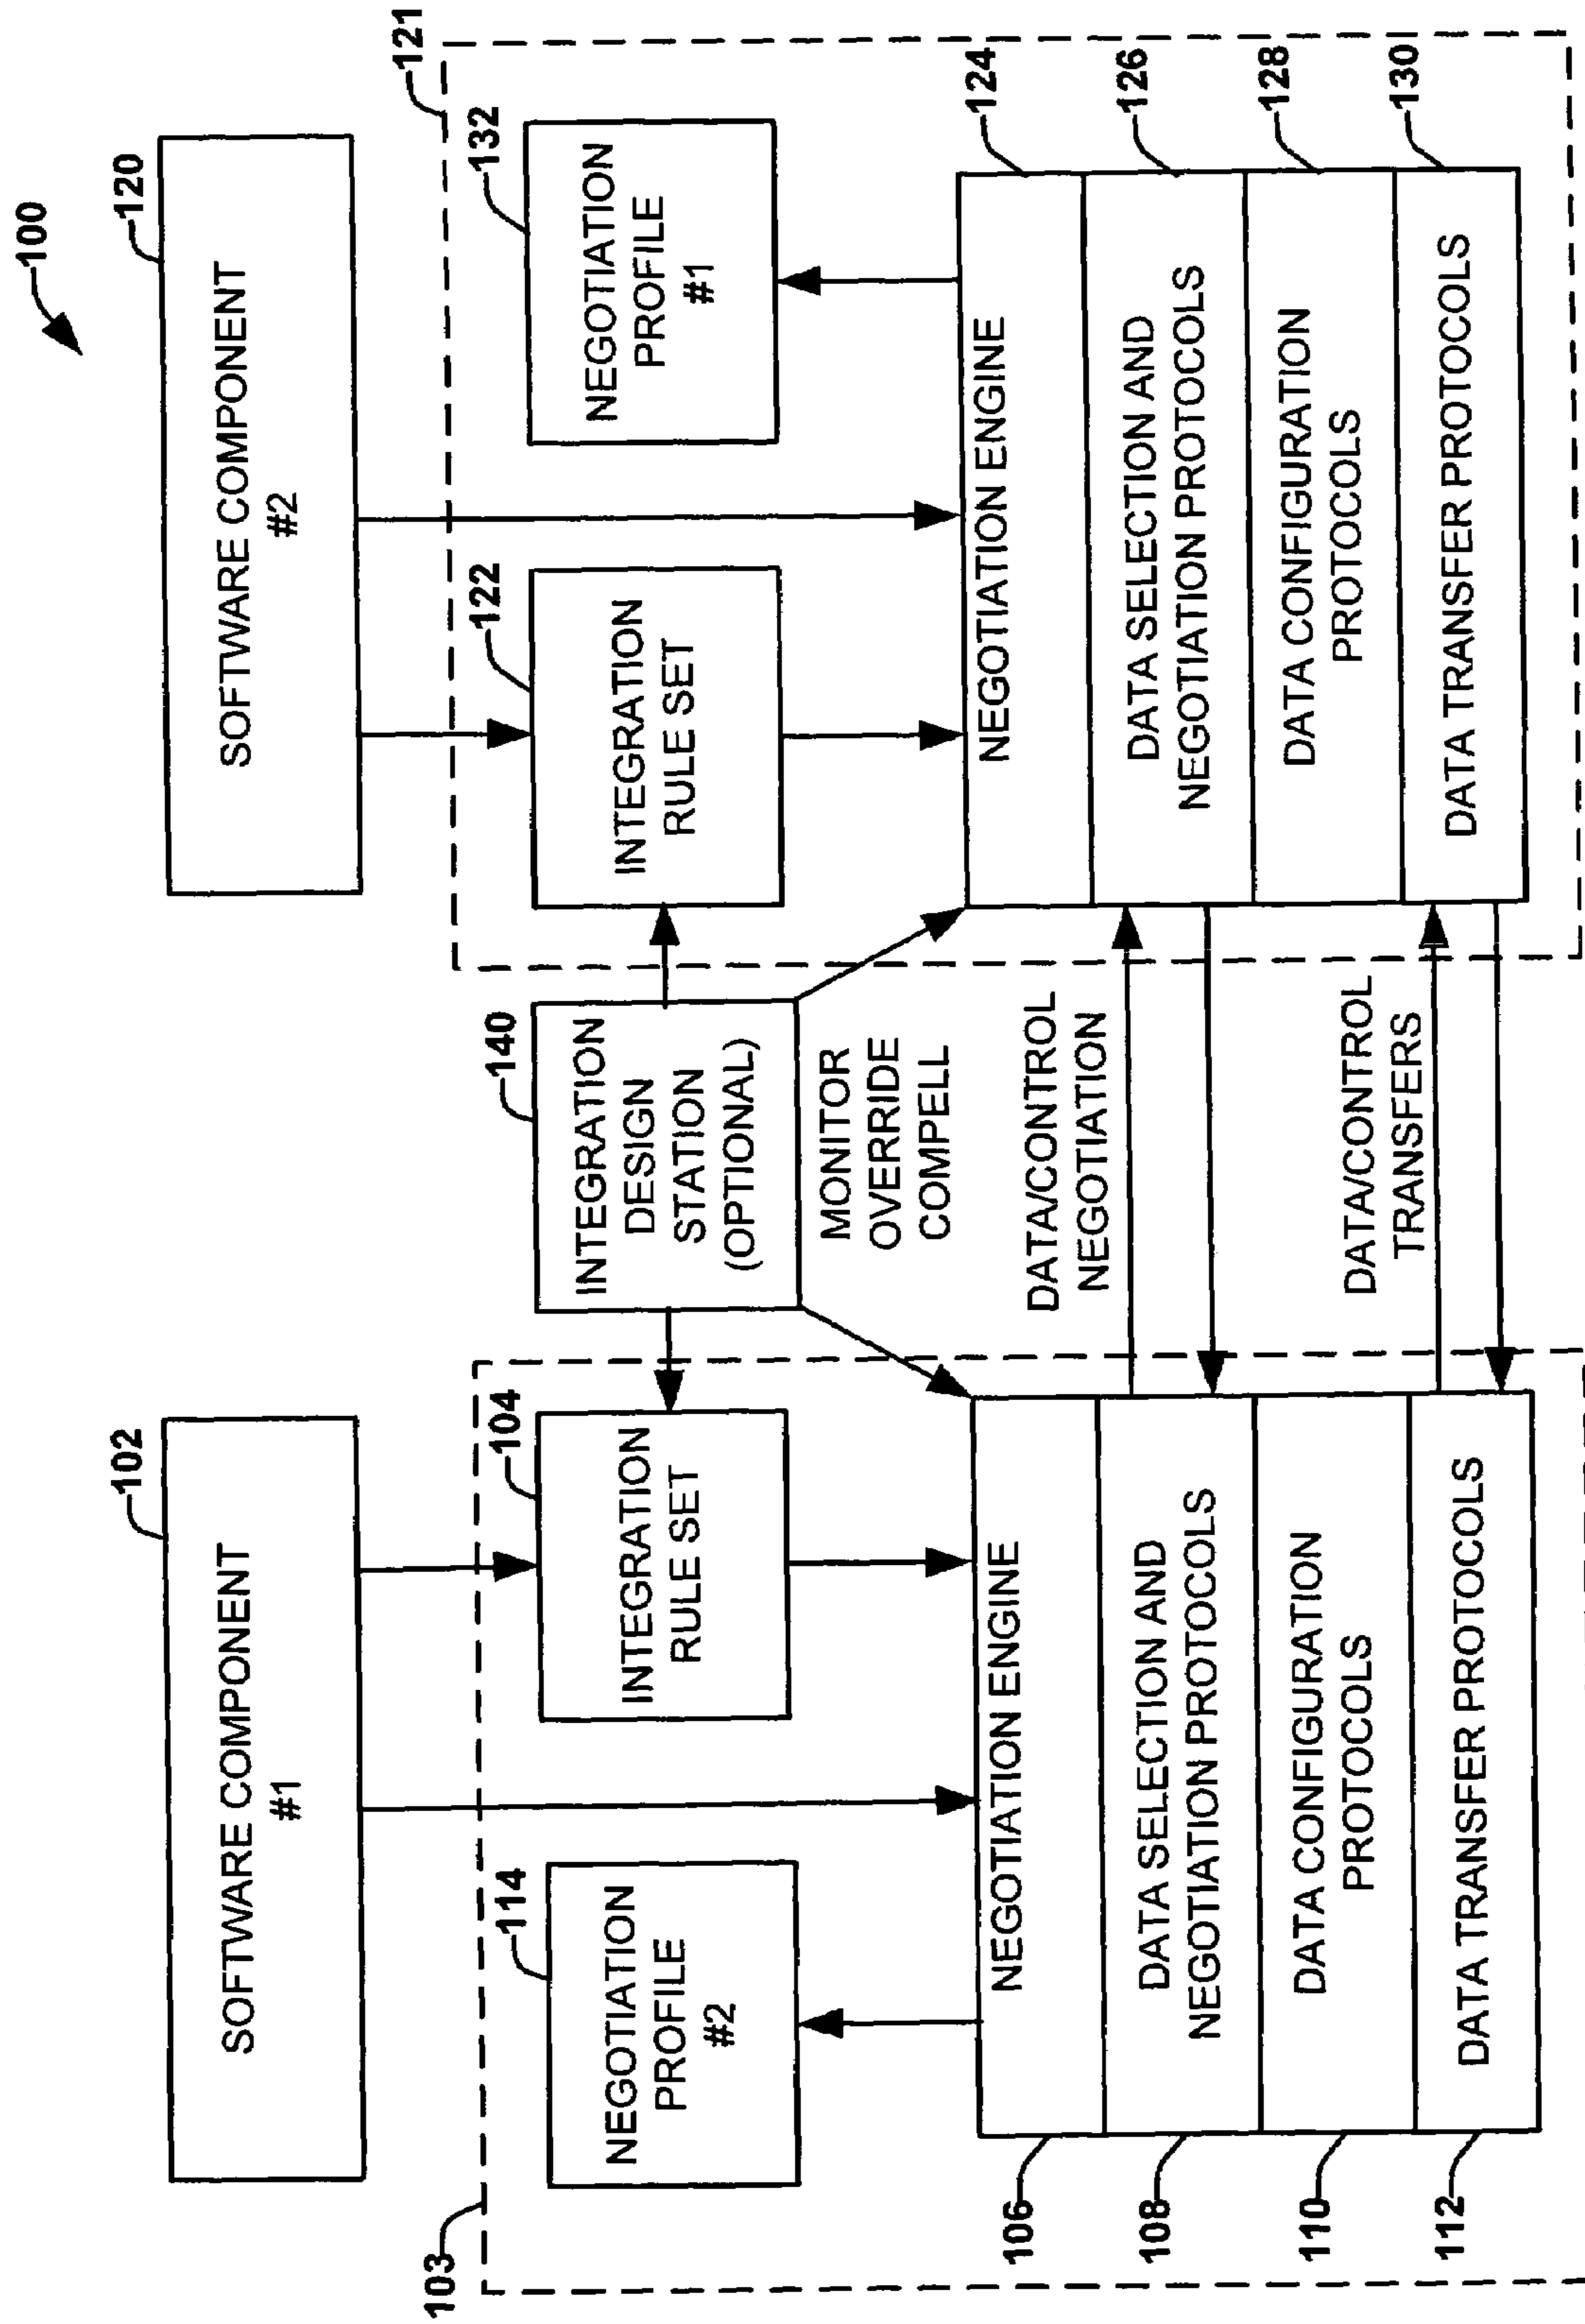 100
102
SOFTWARE COMPONENT
#1
120
SOFTWARE COMPONENT
#2
103
121
114
NEGOTIATION
PROFILE
#2
104
INTEGRATION
RULE SET
140
INTEGRATION
DESIGN
STATION
(OPTIONAL)
122
INTEGRATION
RULE SET
132
NEGOTIATION
PROFILE
#1
MONITOR
OVERRIDE
COMPELL
106
NEGOTIATION ENGINE
108
DATA SELECTION AND
NEGOTIATION PROTOCOLS
110
DATA CONFIGURATION
PROTOCOLS
112
DATA TRANSFER PROTOCOLS
DATA/CONTROL
NEGOTIATION
DATA/CONTROL
TRANSFERS
NEGOTIATION ENGINE
124
DATA SELECTION AND
NEGOTIATION PROTOCOLS
126
DATA CONFIGURATION
PROTOCOLS
128
DATA TRANSFER PROTOCOLS
130